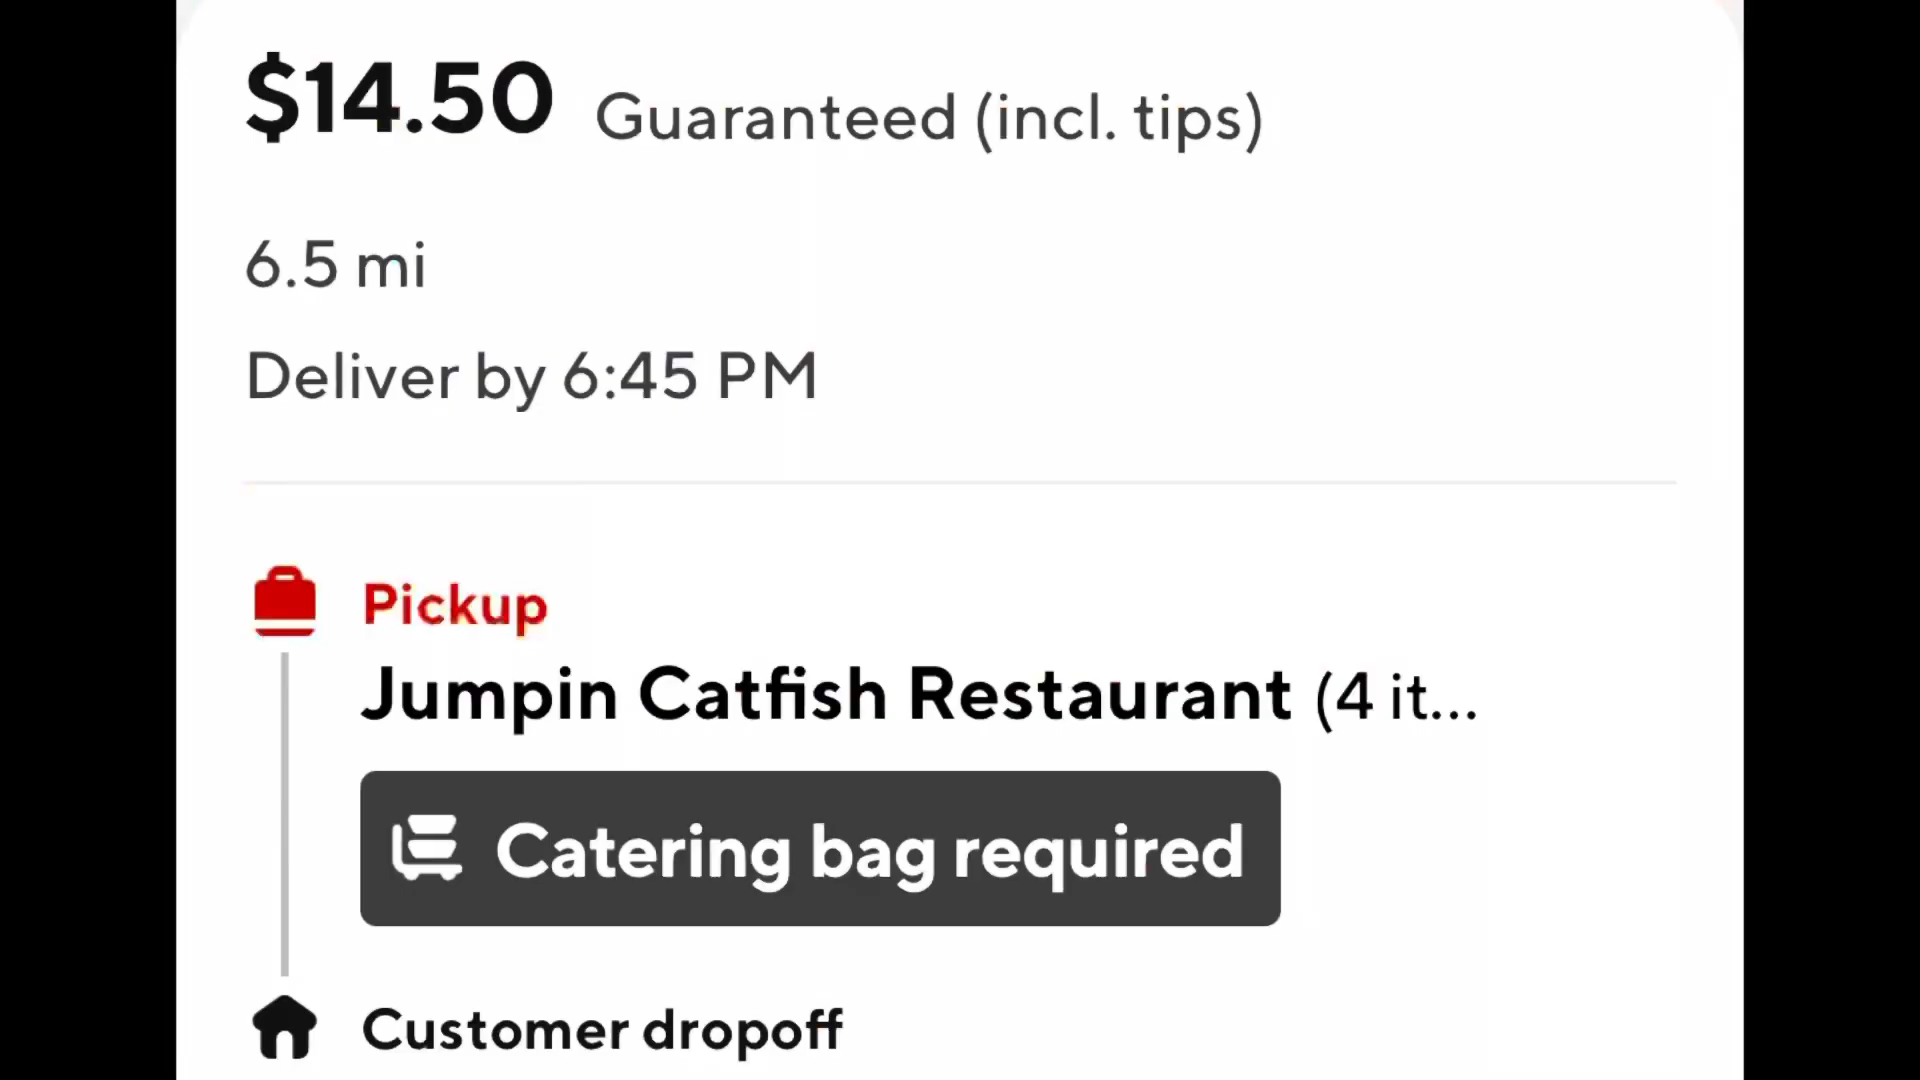 $14.50 Guaranteed (incl. tips)
6.5 mi
Deliver by 6:45 PM
Pickup
Jumpin Catfish Restaurant (4 it...
Catering bag required
Customer dropoff